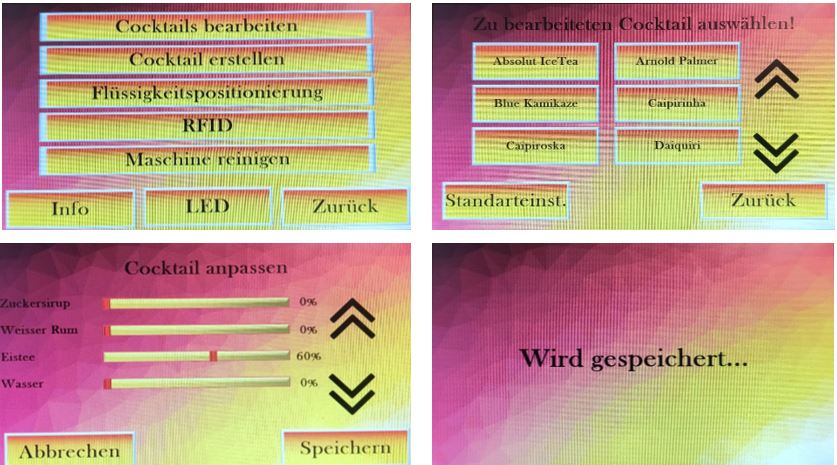 Cocktails bearbeiten
Cocktail erstellen
Flüssigkeitspositionierung
RFID
Maschine reinigen
Info LED Zurück
Zu bearbeiteten Cocktail auswählen!
Absolut IceTea Arnold Palmer
Blue Kamikaze Caipirinha
Caipiroska Daiquiri
Standarteinst. Zurück
Cocktail anpassen
Zuckersirup 0%
Weisser Rum 0%
Eistee 60%
Wasser 0%
Abbrechen Speichern
Wird gespeichert...